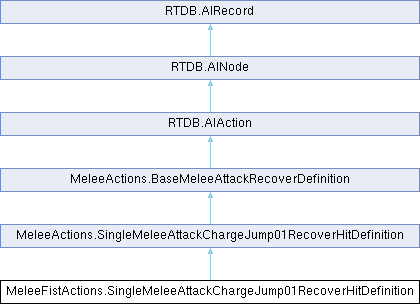 RTDB.AIRecord
RTDB.AINode
RTDB.AIAction
MeleeActions.BaseMeleeAttackRecoverDefinition
MeleeActions.SingleMeleeAttackChargeJump01RecoverHitDefinition
MeleeFistActions.SingleMeleeAttackChargeJump01RecoverHitDefinition